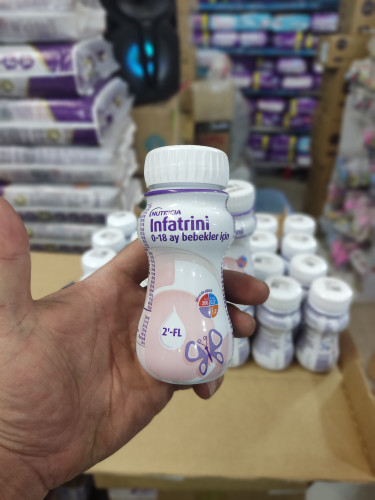 NUTRICIA
Infatrini
0-18 ay bebekler için
2'-FL